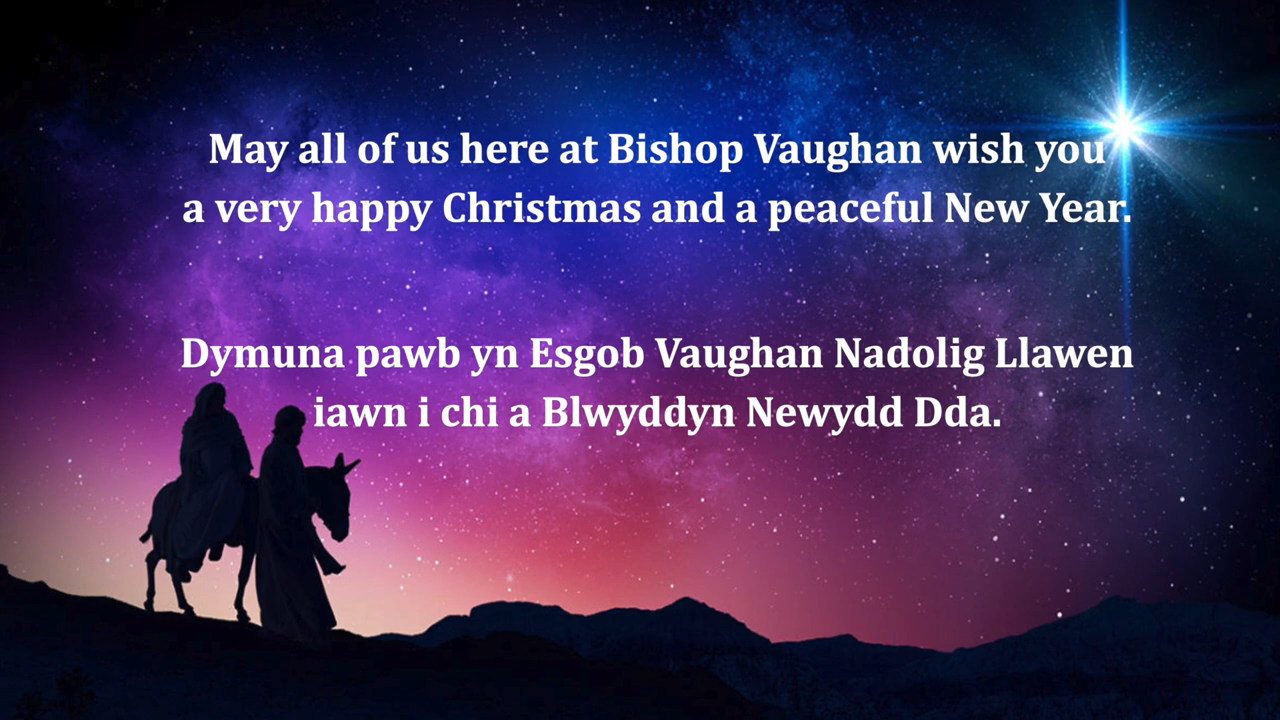 May all of us here at Bishop Vaughan wish you
a very happy Christmas and a peaceful New Year.
Dymuna pawb yn Esgob Vaughan Nadolig Llawen
iawn i chi a Blwyddyn Newydd Dda.